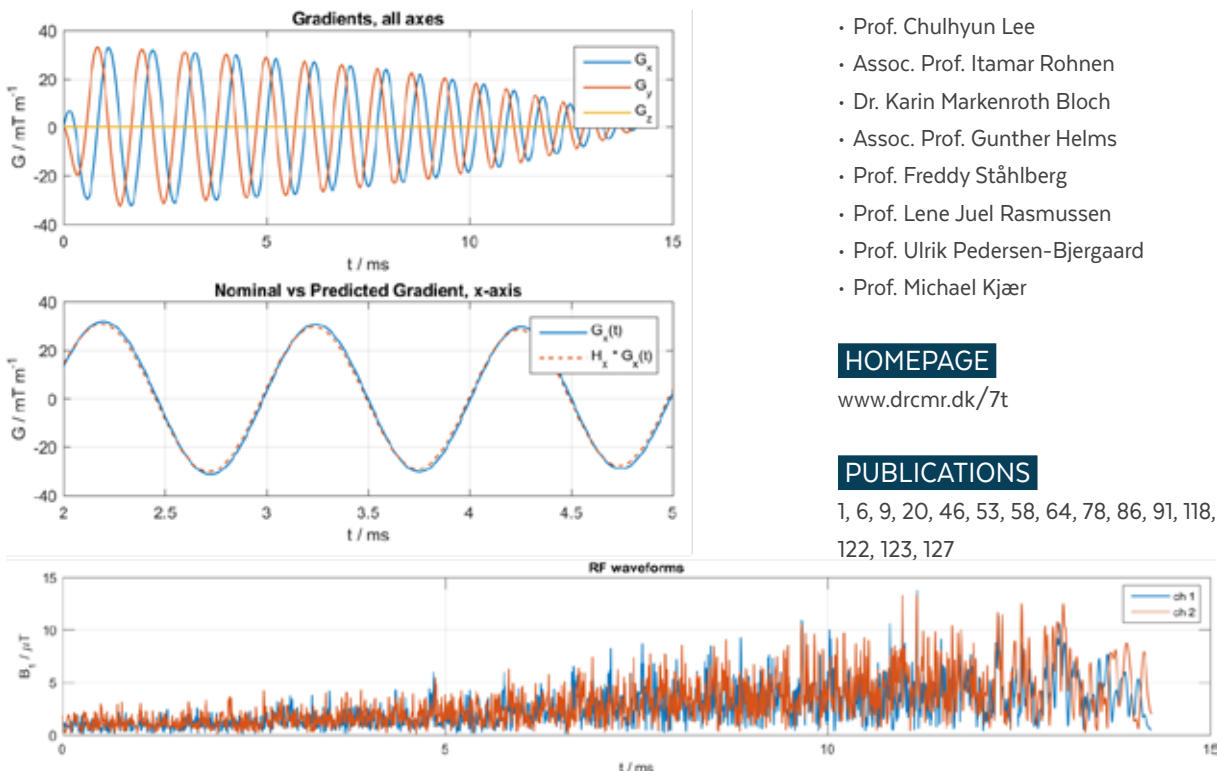 Gradients, all axes
40
20
0
-20
-40
G / mT m⁻¹
0 5 10 15
t / ms
Gₓ
Gᵧ
G_z
Nominal vs Predicted Gradient, x-axis
40
20
0
-20
-40
G / mT m⁻¹
2 2.5 3 3.5 4 4.5 5
t / ms
Gₓ(t)
Hₓ * Gₓ(t)
• Prof. Chulhyun Lee
• Assoc. Prof. Itamar Rohnen
• Dr. Karin Markenroth Bloch
• Assoc. Prof. Gunther Helms
• Prof. Freddy Ståhlberg
• Prof. Lene Juel Rasmussen
• Prof. Ulrik Pedersen-Bjergaard
• Prof. Michael Kjær
HOMEPAGE
www.drcmr.dk/7t
PUBLICATIONS
1, 6, 9, 20, 46, 53, 58, 64, 78, 86, 91, 118,
122, 123, 127
RF waveforms
15
10
5
0
B₁ / μT
0 5 10 15
t / ms
ch 1
ch 2